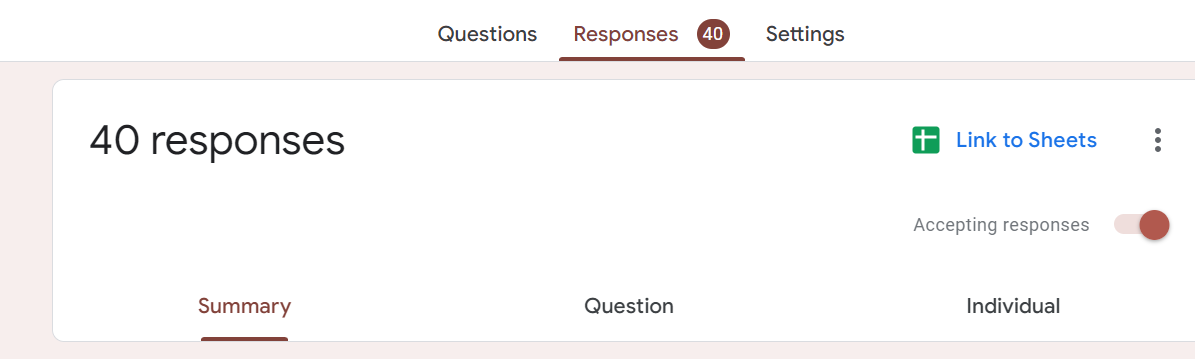 Questions Responses 40 Settings
40 responses
Link to Sheets
Accepting responses
Summary Question Individual